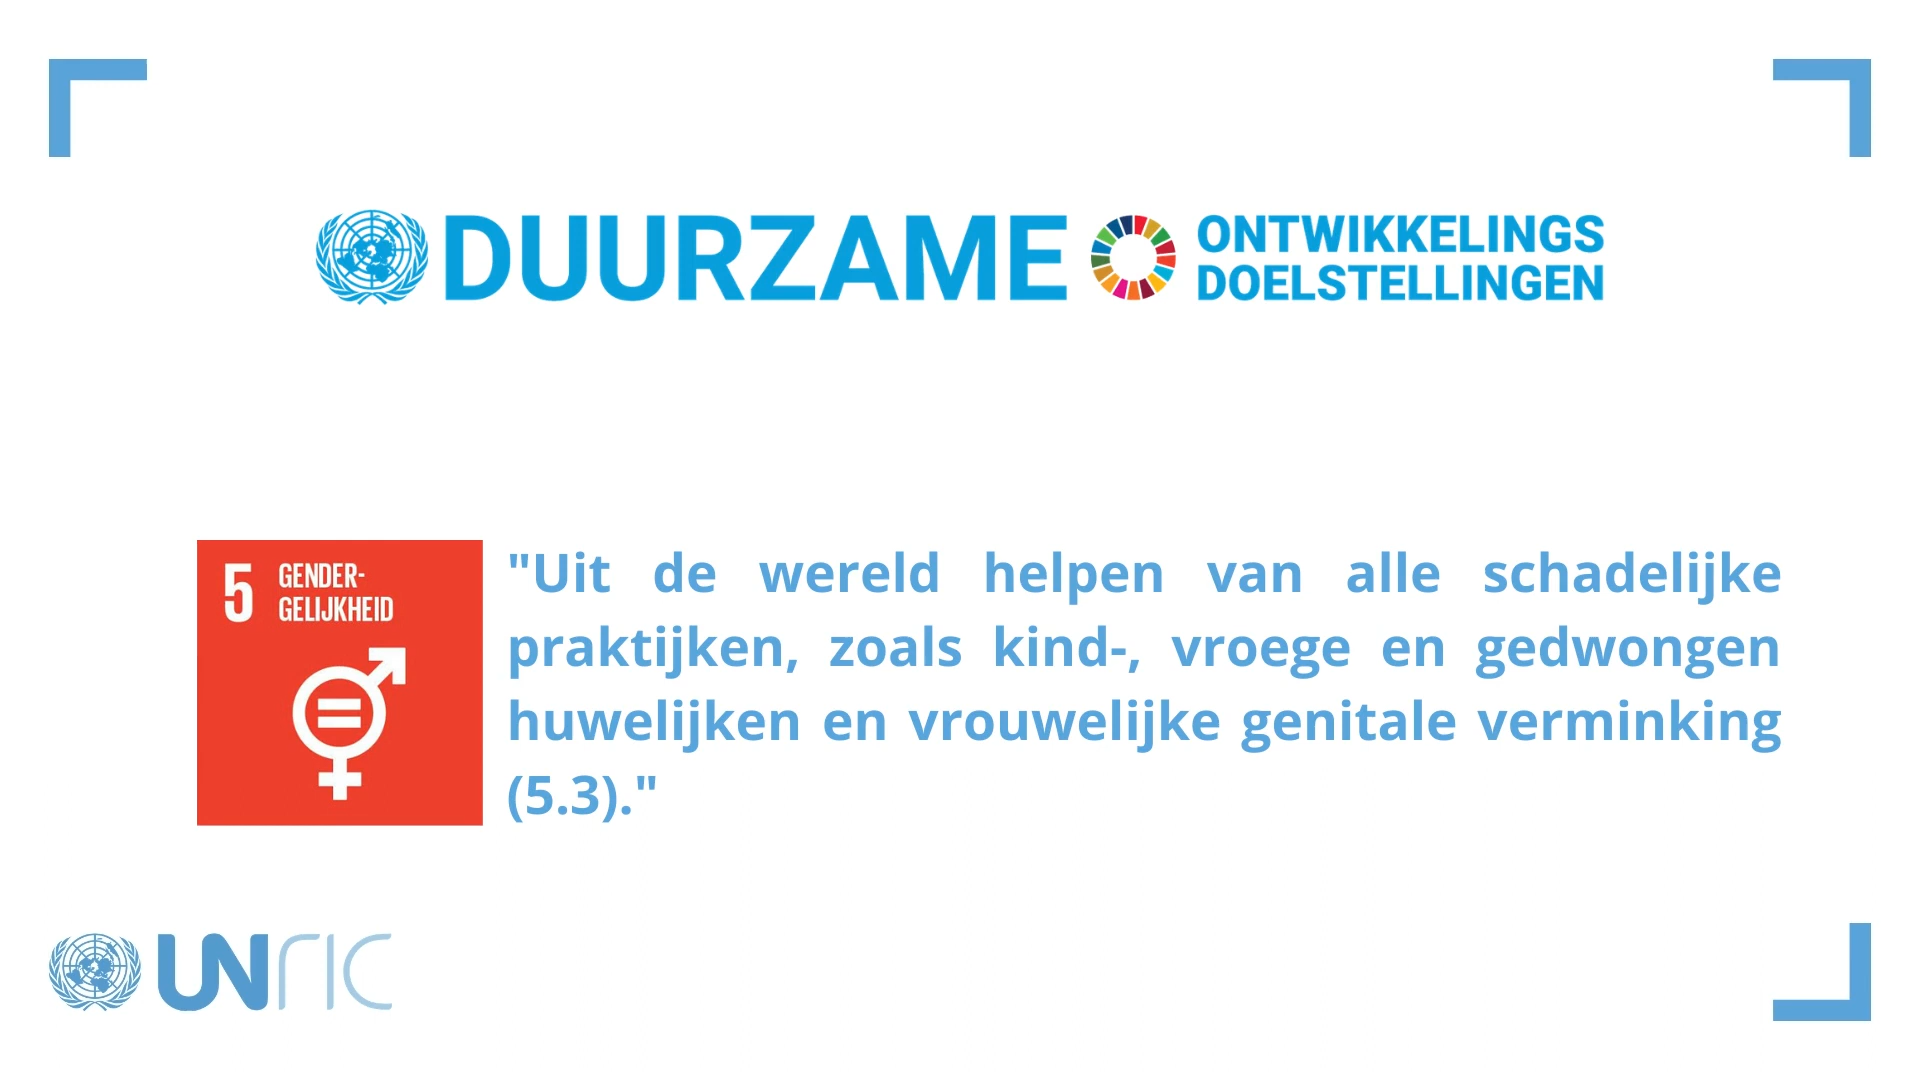 DUURZAME
ONTWIKKELINGS
DOELSTELLINGEN
5 GENDER-
GELIJKHEID
"Uit de wereld helpen van alle schadelijke
praktijken, zoals kind-, vroege en gedwongen
huwelijken en vrouwelijke genitale verminking
(5.3)."
UNric